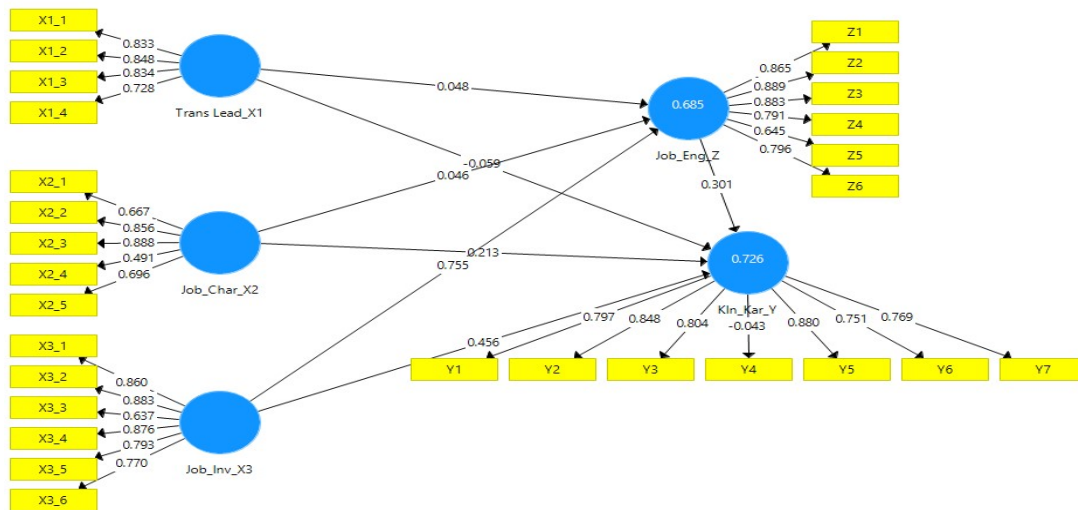 X1_1
0.833
X1_2
0.848
X1_3
0.834
X1_4
0.728
Trans Lead_X1
0.048
-0.059
X2_1
0.667
X2_2
0.856
X2_3
0.888
X2_4
0.491
X2_5
0.696
Job_Char_X2
0.046
0.213
X3_1
0.860
X3_2
0.883
X3_3
0.637
X3_4
0.876
X3_5
0.793
X3_6
0.770
Job_Inv_X3
0.755
0.456
0.685
Job_Eng_Z
0.301
Z1
0.865
Z2
0.889
Z3
0.883
Z4
0.791
Z5
0.645
Z6
0.796
0.726
Kln_Kar_Y
0.797
0.848
0.804
-0.043
0.880
0.751
0.769
Y1
Y2
Y3
Y4
Y5
Y6
Y7